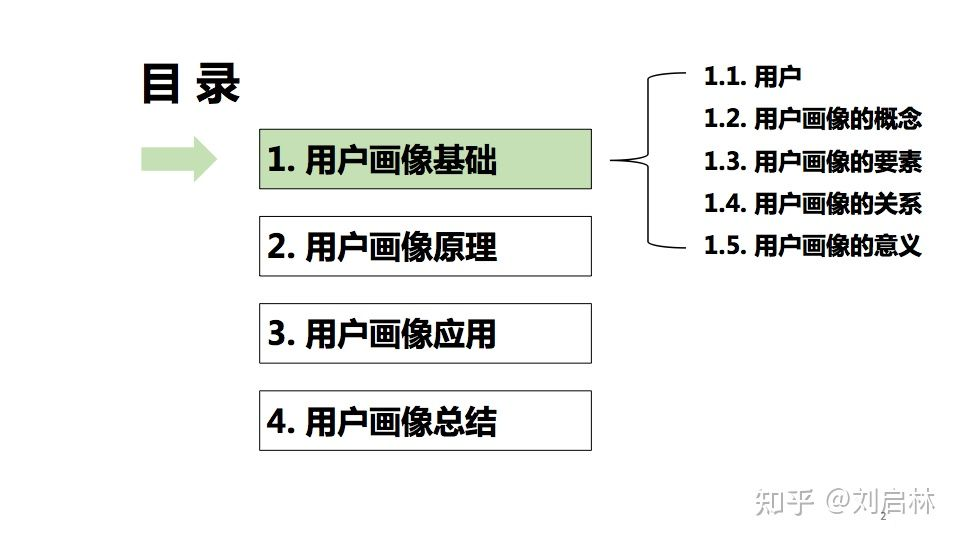 目 录
1. 用户画像基础
1.1. 用户
1.2. 用户画像的概念
1.3. 用户画像的要素
1.4. 用户画像的关系
1.5. 用户画像的意义
2. 用户画像原理
3. 用户画像应用
4. 用户画像总结
知乎 @刘启林
2